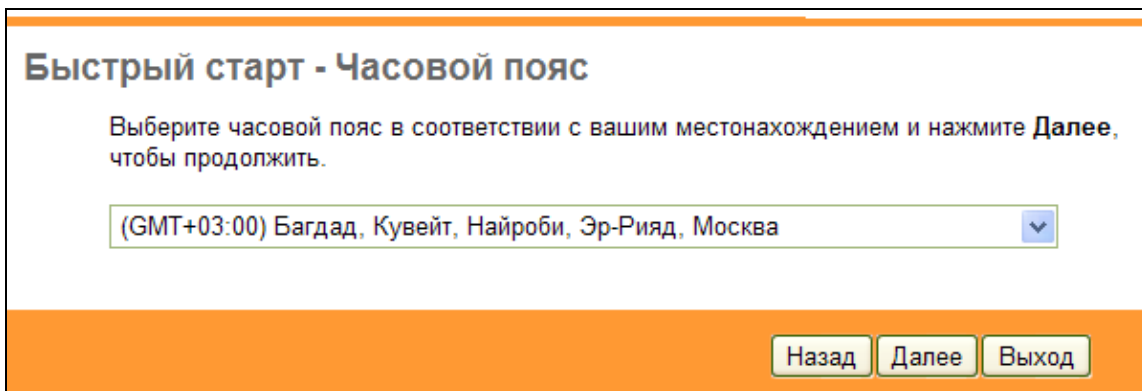 Быстрый старт - Часовой пояс
Выберите часовой пояс в соответствии с вашим местонахождением и нажмите Далее,
чтобы продолжить.
(GMT+03:00) Багдад, Кувейт, Найроби, Эр-Рияд, Москва
Назад Далее Выход